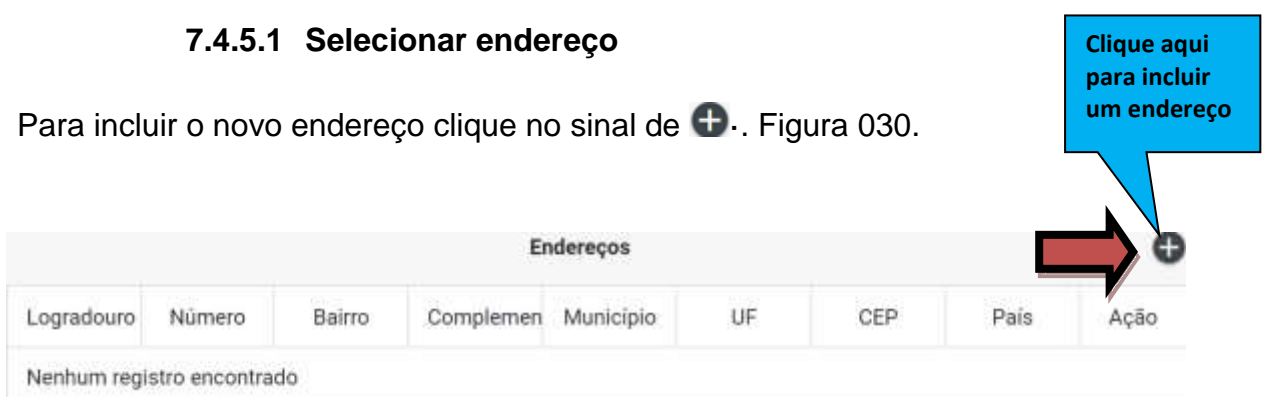 7.4.5.1 Selecionar endereço
Clique aqui
para incluir
um endereço
Para incluir o novo endereço clique no sinal de .. Figura 030.
Endereços
Logradouro Número Bairro Complemen Município UF CEP País Ação
Nenhum registro encontrado